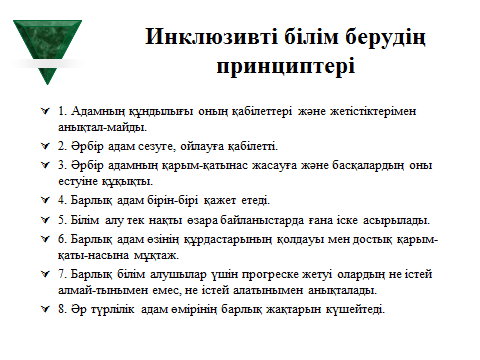 Инклюзивті білім берудің
принциптері
1. Адамның құндылығы оның қабілеттері және жетістіктерімен
анықтал-майды.
2. Әрбір адам сезуге, ойлауға қабілетті.
3. Әрбір адамның қарым-қатынас жасауға және басқалардың оны
естуіне құқықты.
4. Барлық адам бірін-бірі қажет етеді.
5. Білім алу тек нақты өзара байланыстарда ғана іске асырылады.
6. Барлық адам өзінің құрдастарының қолдауы мен достық қарым-
қаты-насына мұқтаж.
7. Барлық білім алушылар үшін прогреске жетуі олардың не істей
алмай-тынымен емес, не істей алатынымен анықталады.
8. Әр түрлілік адам өмірінің барлық жақтарын күшейтеді.